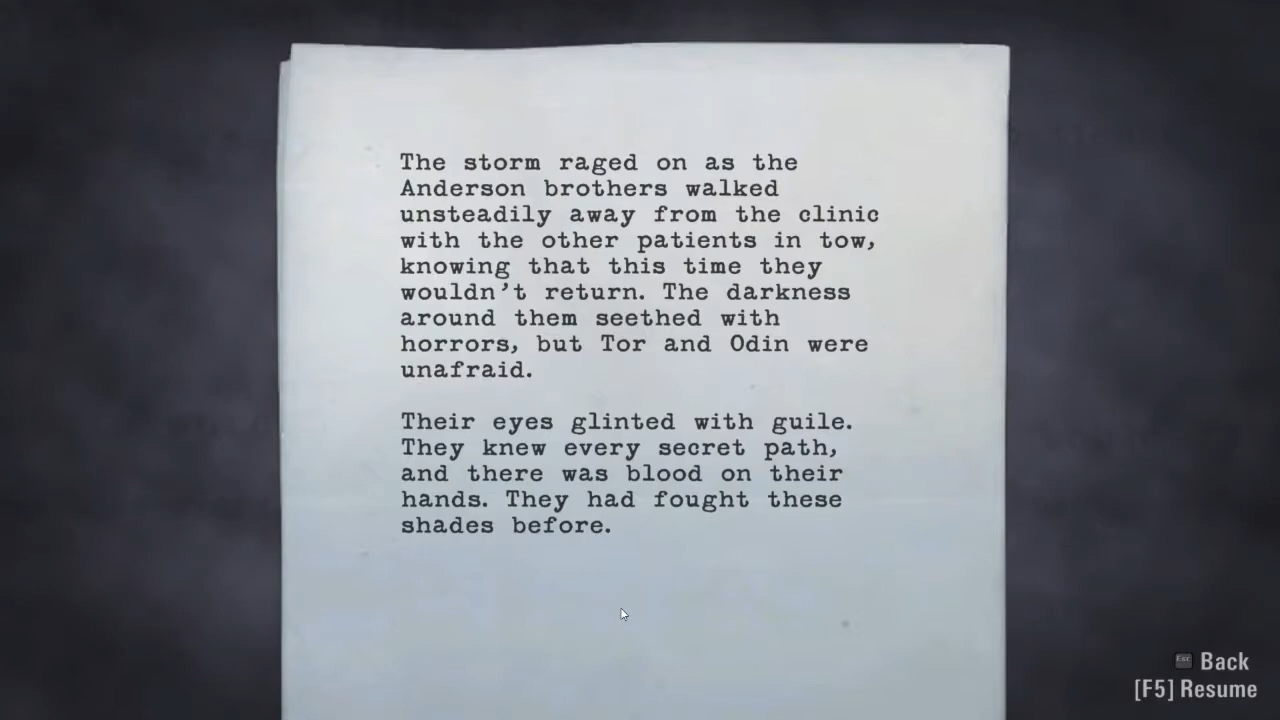 The storm raged on as the
Anderson brothers walked
unsteadily away from the clinic
with the other patients in tow,
knowing that this time they
wouldn't return. The darkness
around them seethed with
horrors, but Tor and Odin were
unafraid.
Their eyes glinted with guile.
They knew every secret path,
and there was blood on their
hands. They had fought these
shades before.
Esc Back
[F5] Resume